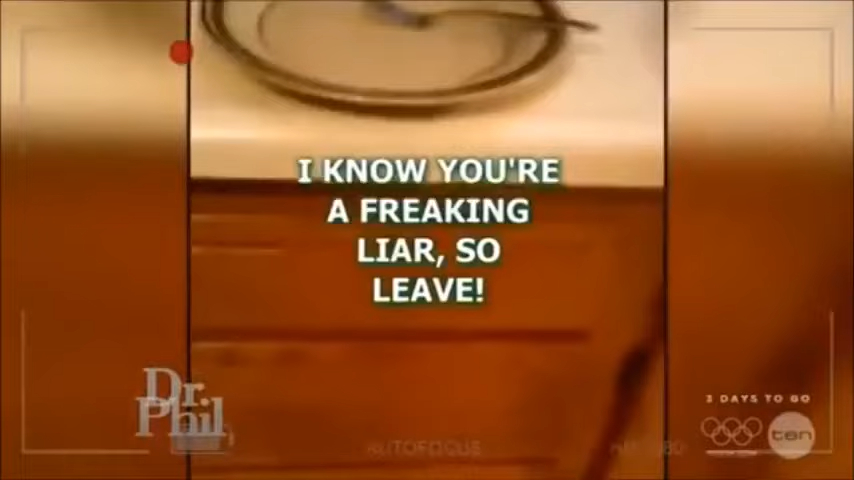 I KNOW YOU'RE
A FREAKING
LIAR, SO
LEAVE!
Dr.
Phil
3 DAYS TO GO
ten
AUTOFOCUS